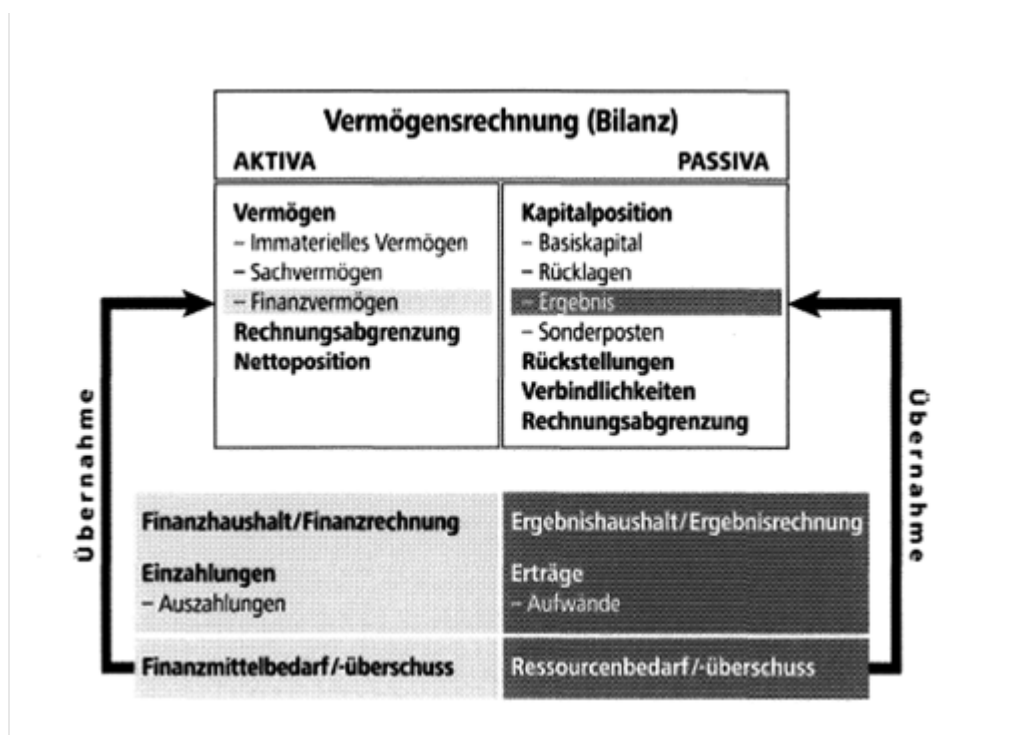 Vermögensrechnung (Bilanz)
AKTIVA
PASSIVA
Vermögen
– Immaterielles Vermögen
– Sachvermögen
– Finanzvermögen
Rechnungsabgrenzung
Nettoposition
Kapitalposition
– Basiskapital
– Rücklagen
– Ergebnis
– Sonderposten
Rückstellungen
Verbindlichkeiten
Rechnungsabgrenzung
Übernahme
Übernahme
Finanzhaushalt/Finanzrechnung
Einzahlungen
– Auszahlungen
Finanzmittelbedarf/-überschuss
Ergebnishaushalt/Ergebnisrechnung
Erträge
– Aufwände
Ressourcenbedarf/-überschuss